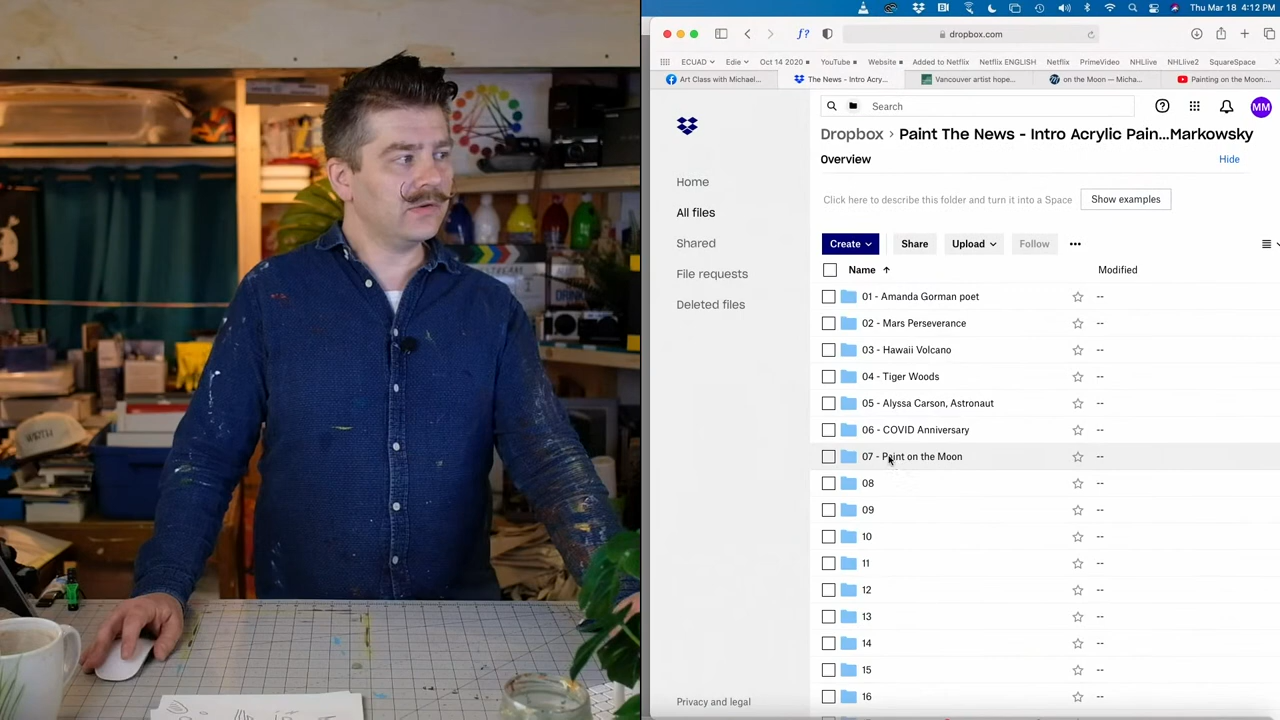 Thu Mar 18 4:12 PM
dropbox.com
ECUAD Edie Oct 14 2020 YouTube Website Added to Netflix Netflix ENGLISH Netflix PrimeVideo NHLlive NHLlive2 SquareSpace
Art Class with Michael... The News - Intro Acry... Vancouver artist hope... on the Moon — Micha... Painting on the Moon:...
Search
MM
Dropbox › Paint The News - Intro Acrylic Pain...Markowsky
Overview
Hide
Click here to describe this folder and turn it into a Space
Show examples
Home
All files
Shared
File requests
Deleted files
Create
Share
Upload
Follow
Name
Modified
01 - Amanda Gorman poet --
02 - Mars Perseverance --
03 - Hawaii Volcano --
04 - Tiger Woods --
05 - Alyssa Carson, Astronaut --
06 - COVID Anniversary --
07 - Paint on the Moon --
08 --
09 --
10 --
11 --
12 --
13 --
14 --
15 --
16 --
Privacy and legal